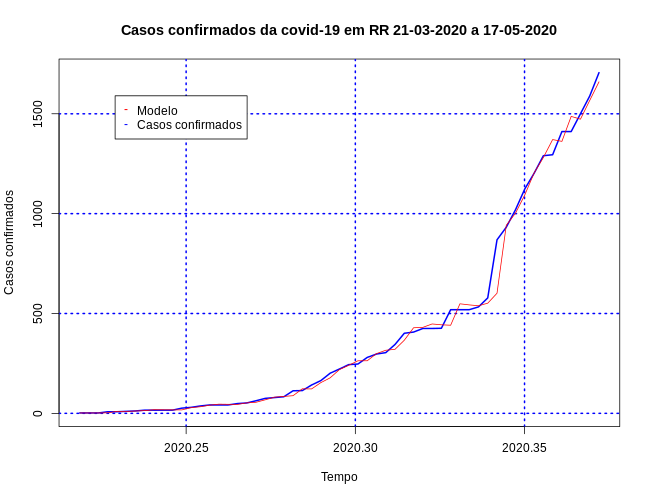 Casos confirmados da covid-19 em RR 21-03-2020 a 17-05-2020
Modelo
Casos confirmados
1500
1000
500
0
Casos confirmados
2020.25 2020.30 2020.35
Tempo